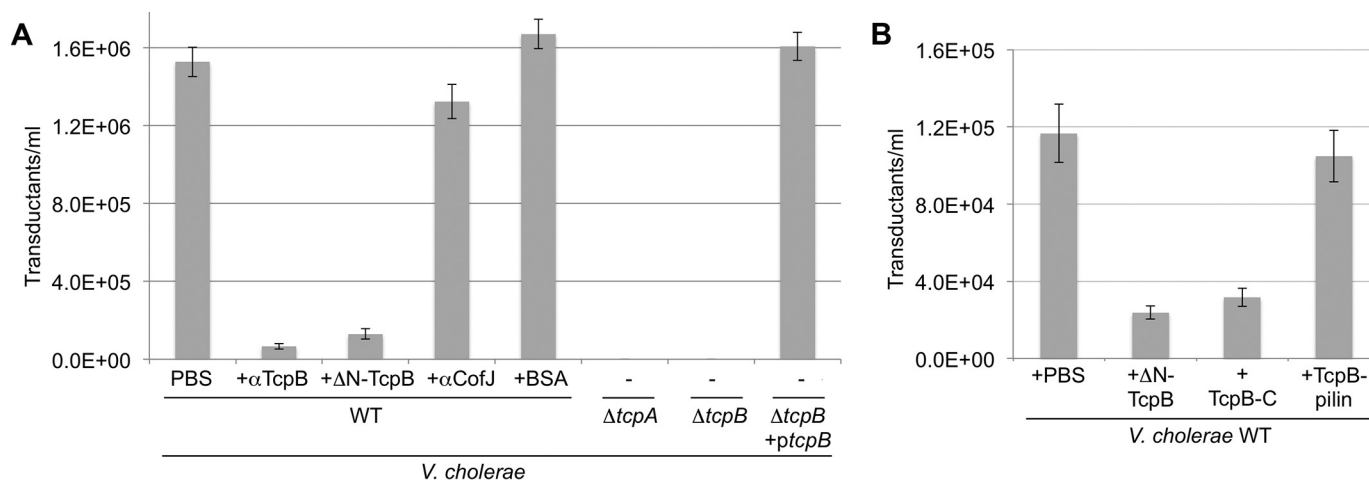 A
Transductants/ml
1.6E+06
1.2E+06
8.0E+05
4.0E+05
0.0E+00
PBS +αTcpB +ΔN-TcpB +αCofJ +BSA - - -
WT ΔtcpA ΔtcpB ΔtcpB
+ptcpB
V. cholerae
B
Transductants/ml
1.6E+05
1.2E+05
8.0E+04
4.0E+04
0.0E+00
+PBS +ΔN- + +TcpB-
TcpB TcpB-C pilin
V. cholerae WT